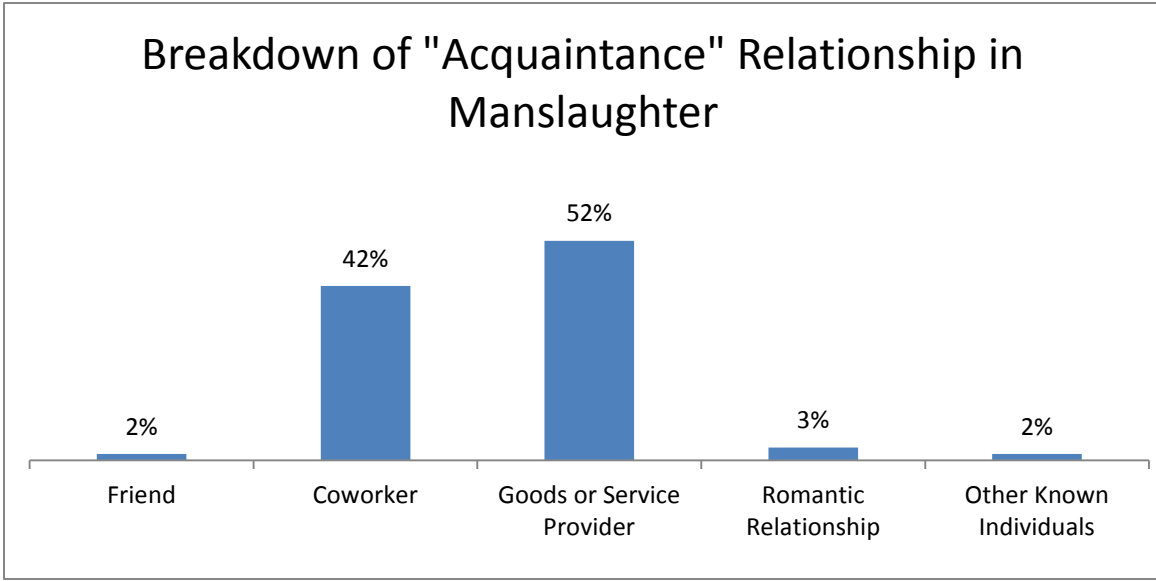 Breakdown of "Acquaintance" Relationship in
Manslaughter
2%
42%
52%
3%
2%
Friend
Coworker
Goods or Service
Provider
Romantic
Relationship
Other Known
Individuals